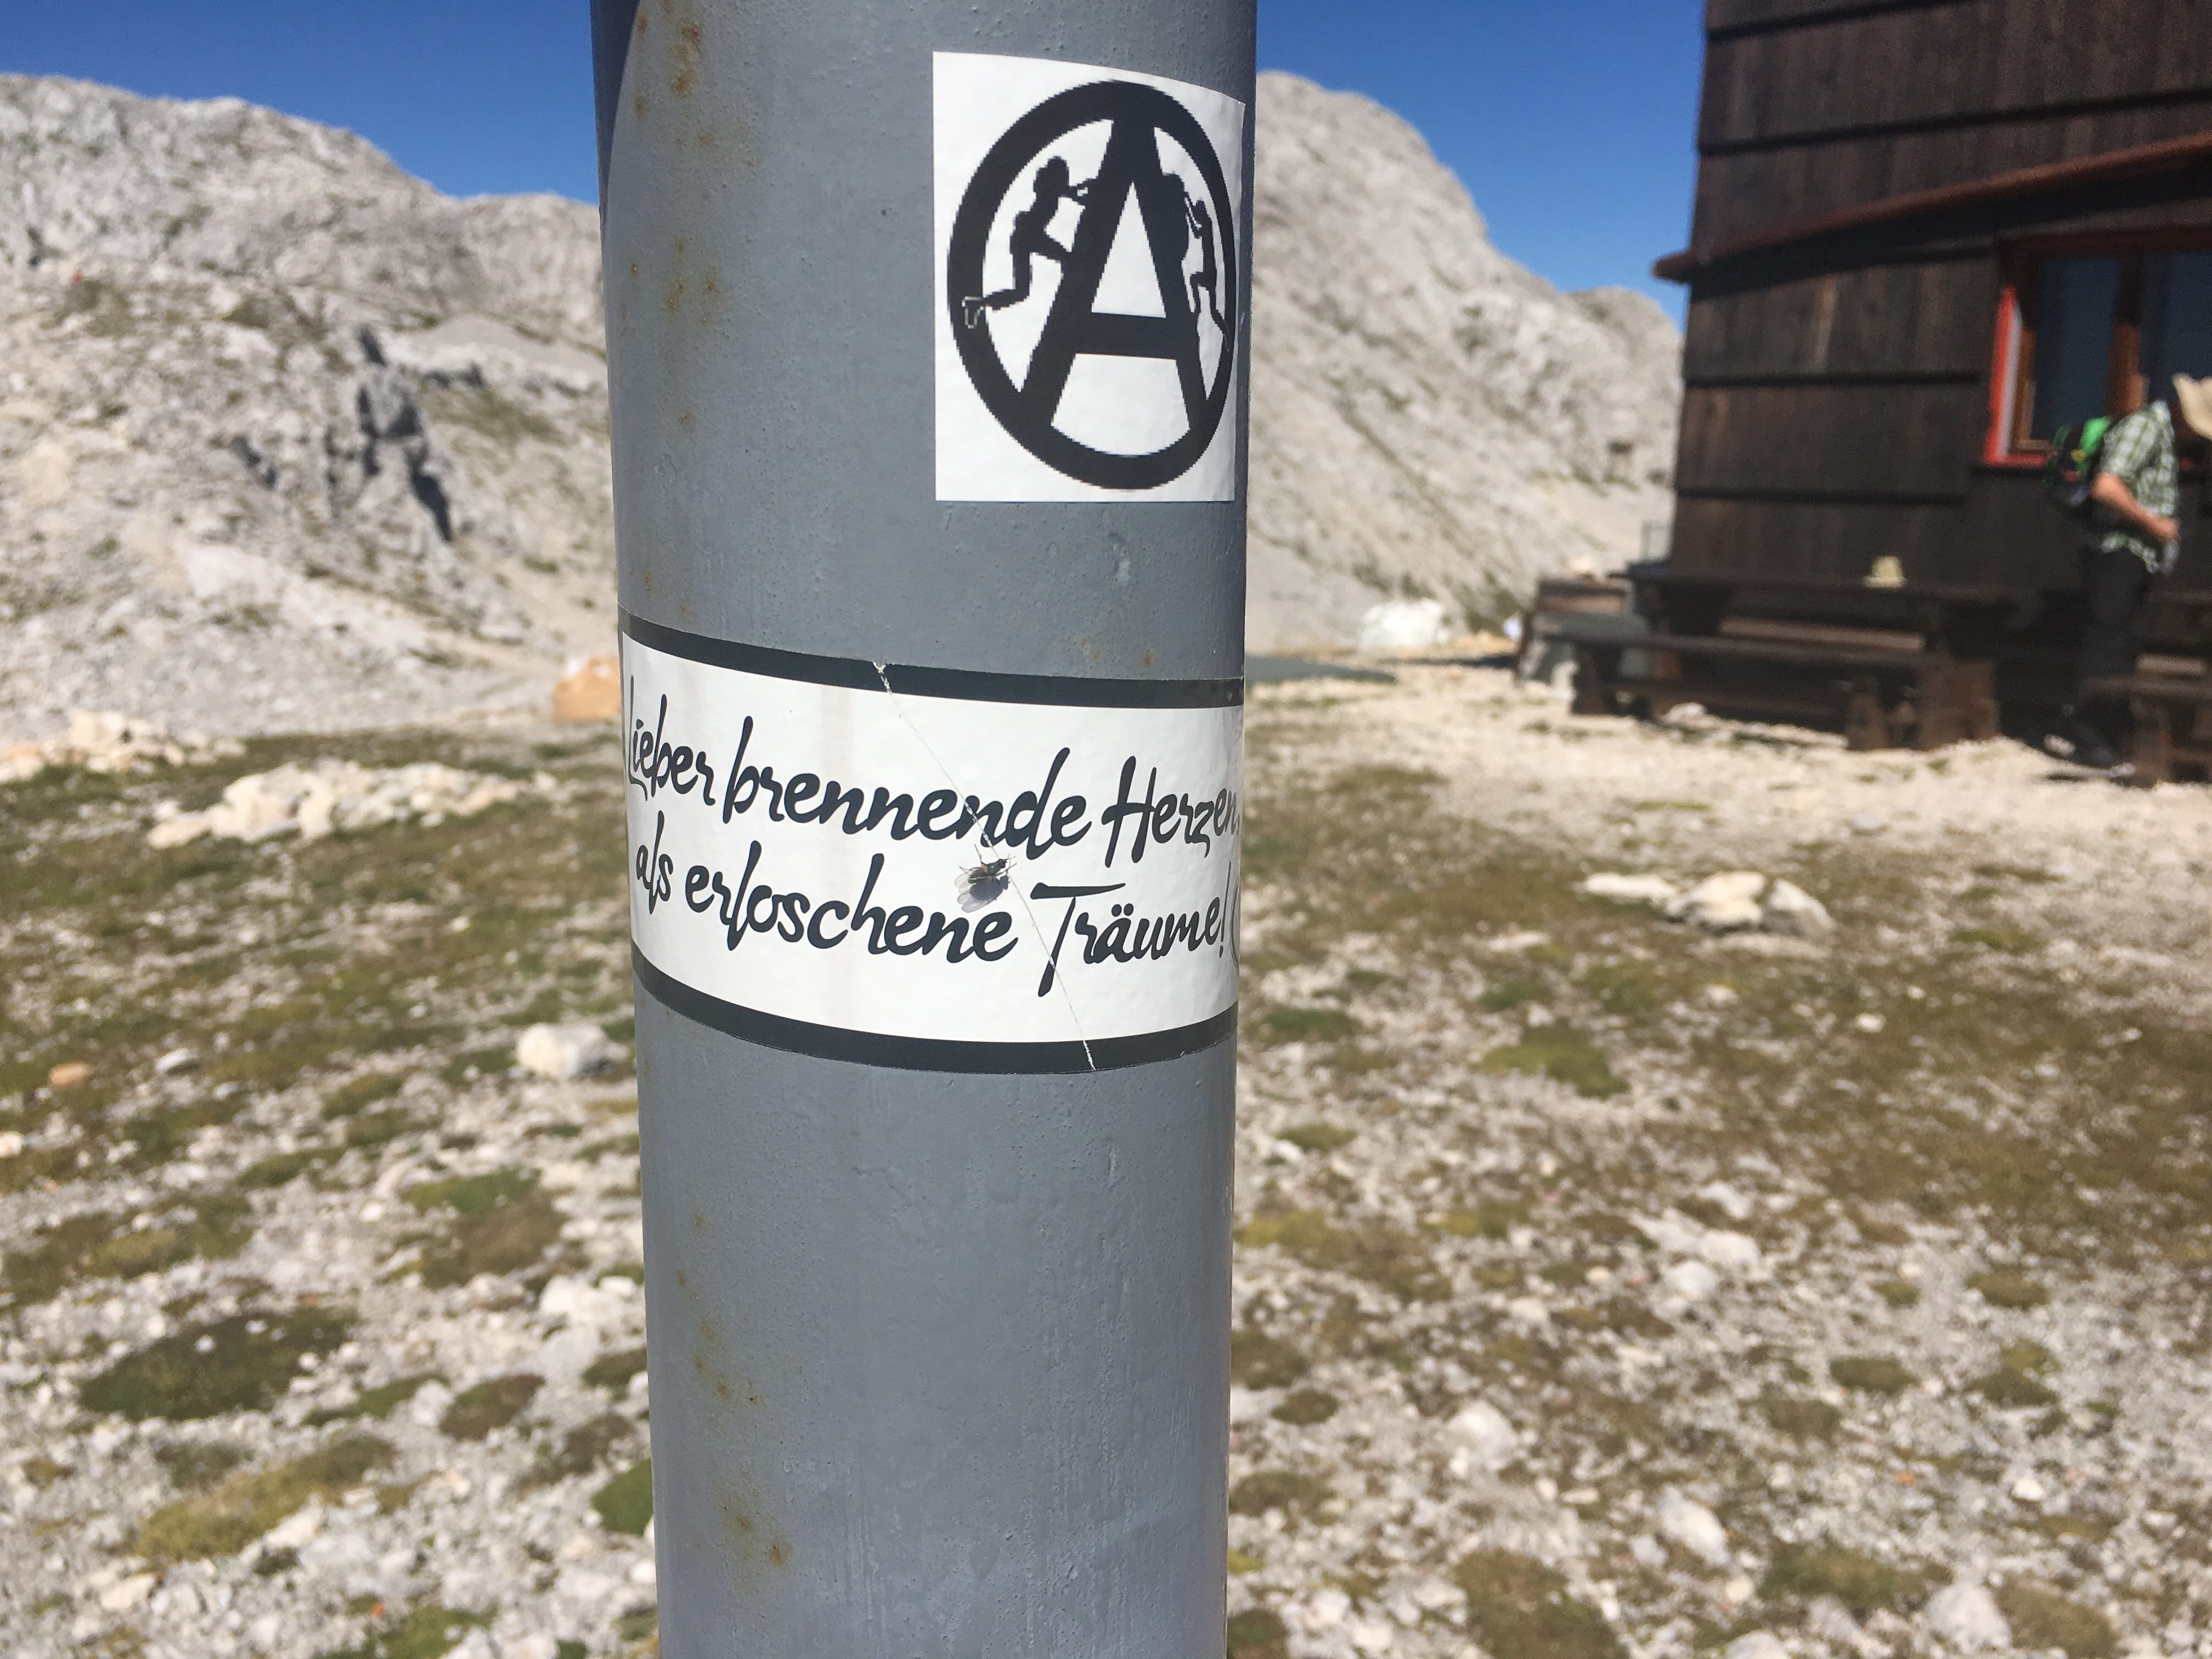 A
Lieber brennende Herzen,
als erloschene Träume!